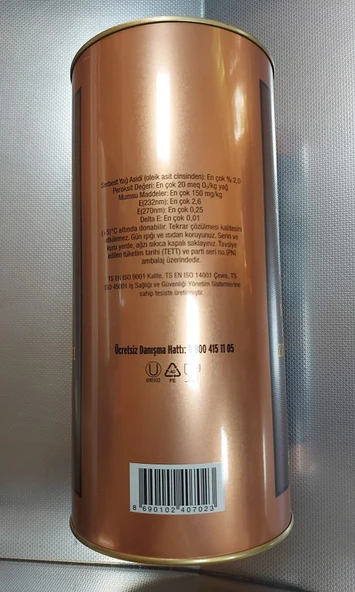 Serbest Yağ Asidi (oleik asit cinsinden): En çok % 2,0
Peroksit Değeri: En çok 20 meq O₂/kg yağ
Mumsu Maddeler: En çok 150 mg/kg
E(232nm): En çok 2,6
E(270nm): En çok 0,25
Delta E: En çok 0,01
°C altında donabilir. Tekrar çözülmesi kalitesini
etkilemez. Gün ışığı ve ısıdan koruyunuz. Serin ve
kuru yerde, ağzı sıkıca kapalı saklayınız. Tavsiye
edilen tüketim tarihi (TETT) ve parti seri no.(PN)
ambalaj üzerindedir.
TS EN ISO 9001 Kalite, TS EN ISO 14001 Çevre, TS
ISO 45001 İş Sağlığı ve Güvenliği Yönetim Sistemlerine
sahip tesiste üretilmiştir.
Ücretsiz Danışma Hattı: 0 800 415 11 05
PE
8 690102 407023